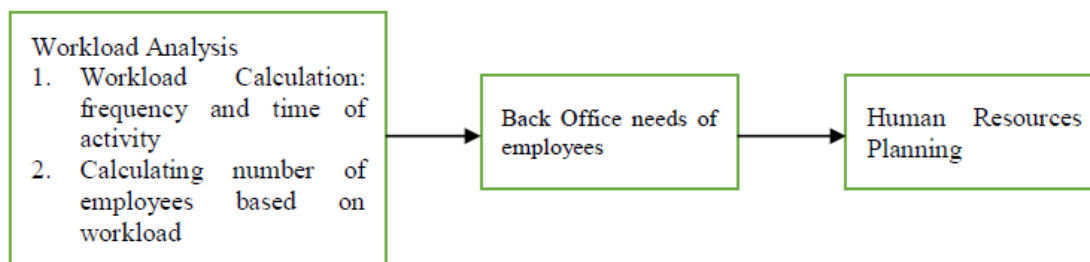 Workload Analysis
1. Workload Calculation:
frequency and time of
activity
2. Calculating number of
employees based on
workload
Back Office needs of
employees
Human Resources
Planning